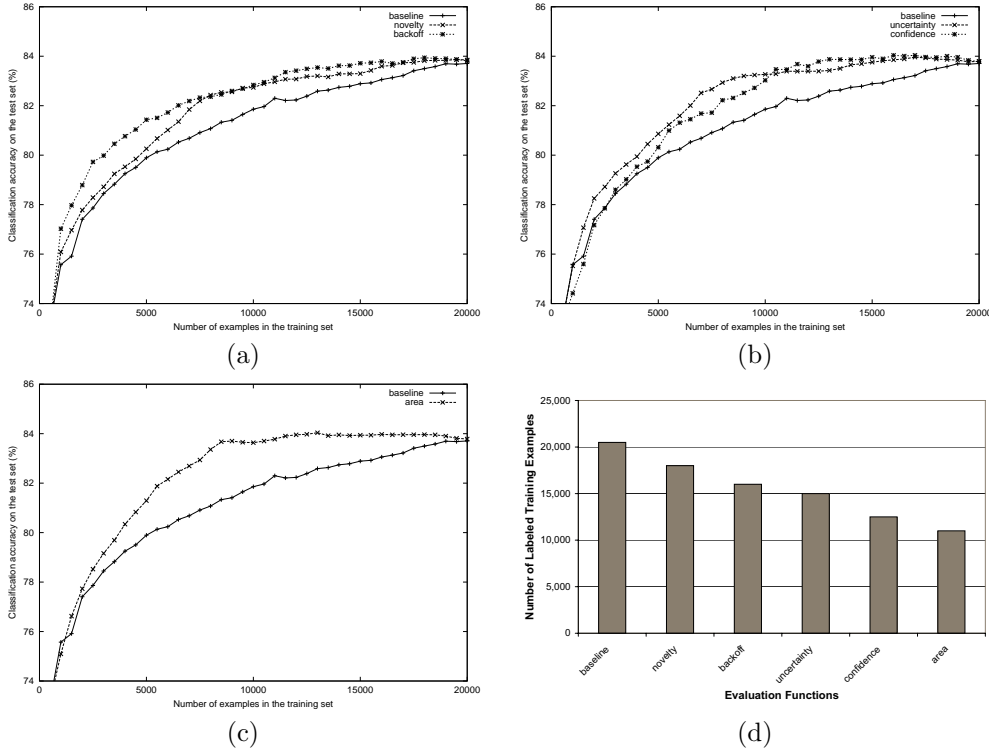 86
84
82
80
78
76
74
0
5000
10000
15000
20000
Classification accuracy on the test set (%)
Number of examples in the training set
baseline
novelty
backoff
(a)
86
84
82
80
78
76
74
0
5000
10000
15000
20000
Classification accuracy on the test set (%)
Number of examples in the training set
baseline
uncertainty
confidence
(b)
86
84
82
80
78
76
74
0
5000
10000
15000
20000
Classification accuracy on the test set (%)
Number of examples in the training set
baseline
area
(c)
25,000
20,000
15,000
10,000
5,000
0
Number of Labeled Training Examples
baseline
novelty
backoff
uncertainty
confidence
area
Evaluation Functions
(d)